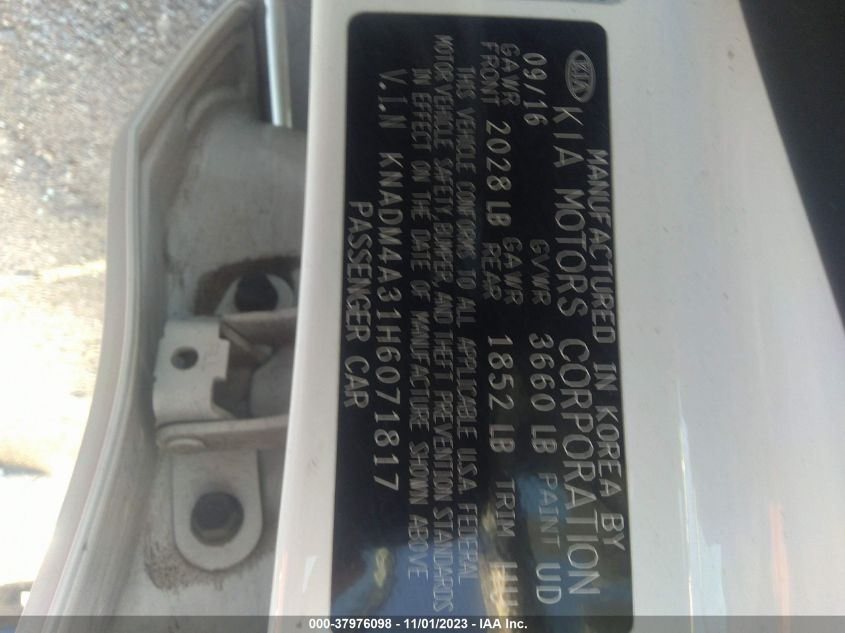 KIA
MANUFACTURED IN KOREA BY
KIA MOTORS CORPORATION
09/16 GVWR 3660 LB PAINT UD
GAWR FRONT 2028 LB GAWR REAR 1852 LB TRIM
THIS VEHICLE CONFORMS TO ALL APPLICABLE U.S.A. FEDERAL
MOTOR VEHICLE SAFETY, BUMPER, AND THEFT PREVENTION STANDARDS
IN EFFECT ON THE DATE OF MANUFACTURE SHOWN ABOVE
V.I.N KNADM4A31H6071817
PASSENGER CAR
000-37976098 - 11/01/2023 - IAA Inc.